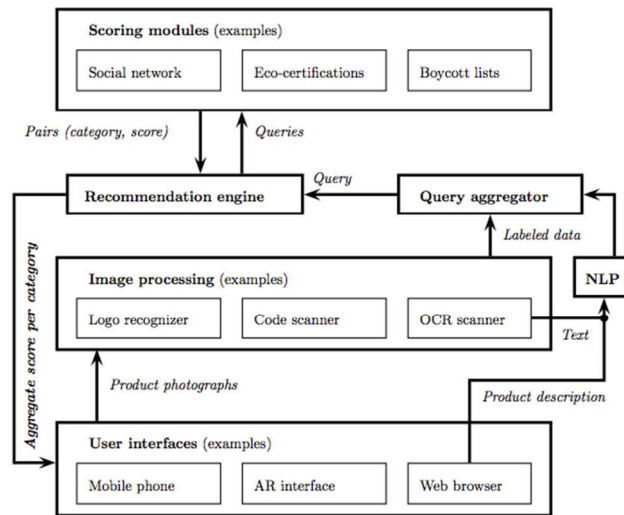 Scoring modules (examples)
Social network
Eco-certifications
Boycott lists
Pairs (category, score)
Queries
Query
Recommendation engine
Query aggregator
Labeled data
Image processing (examples)
NLP
Logo recognizer
Code scanner
OCR scanner
Text
Aggregate score per category
Product photographs
Product description
User interfaces (examples)
Mobile phone
AR interface
Web browser